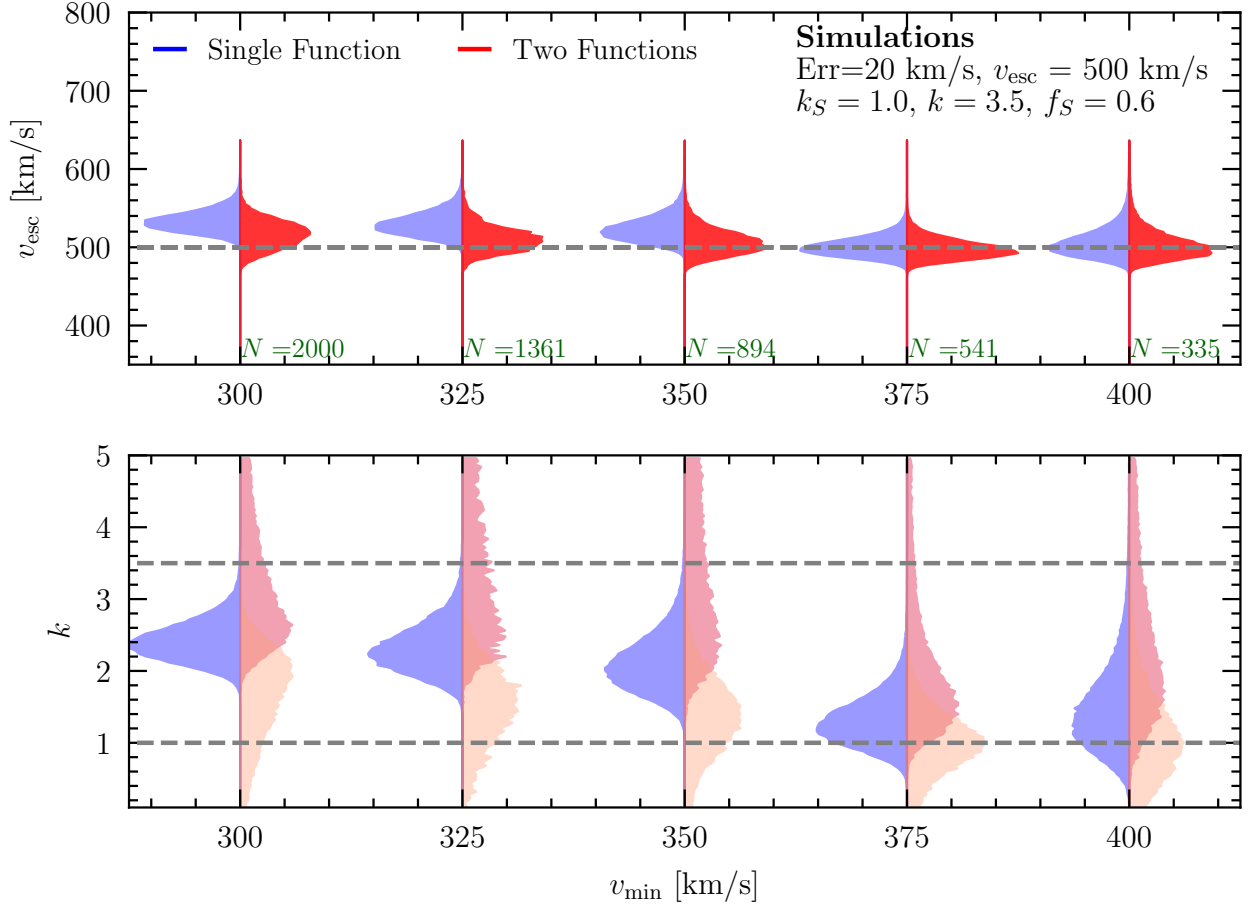 800
700
600
500
400
v_esc [km/s]
Single Function
Two Functions
Simulations
Err=20 km/s, v_esc = 500 km/s
k_S = 1.0, k = 3.5, f_S = 0.6
N =2000
N =1361
N =894
N =541
N =335
300
325
350
375
400
5
4
3
2
1
k
300
325
350
375
400
v_min [km/s]